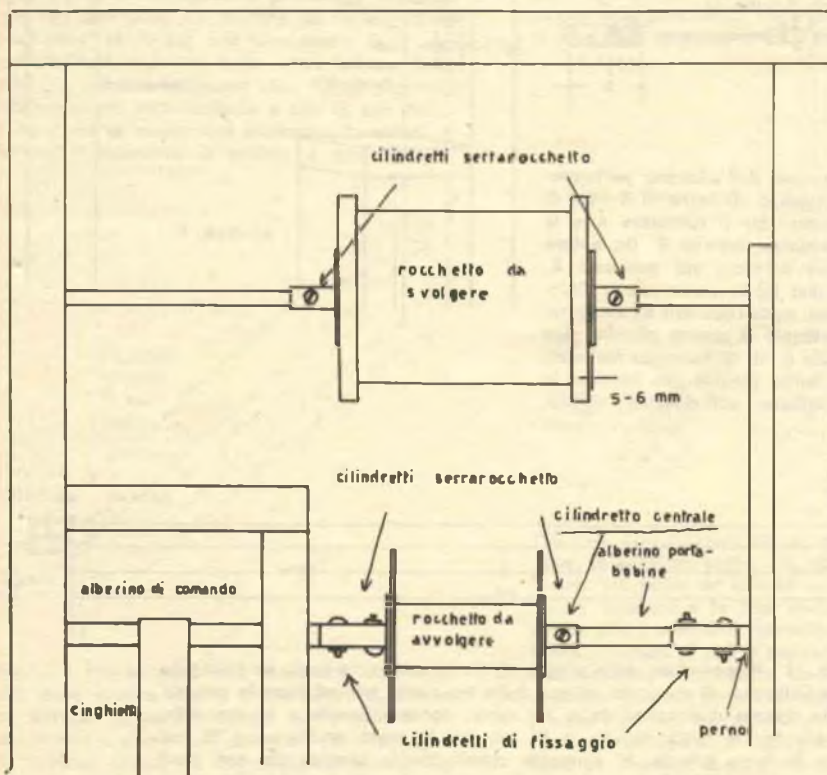 cilindretti serrarocchetto
rocchetto da
svolgere
5-6 mm
cilindretti serrarocchetto
cilindretto centrale
alberino porta-
bobine
alberino di comando
rocchetto da
avvolgere
cinghietti
cilindretti di fissaggio
perno